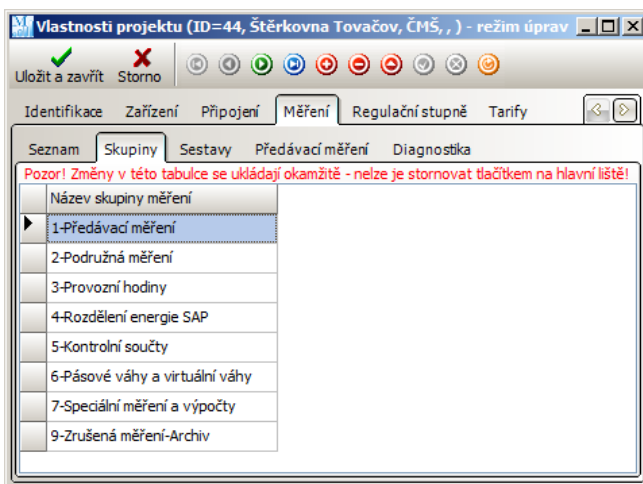 Vlastnosti projektu (ID=44, Štěrkovna Tovačov, ČMŠ, , ) - režim úprav
Uložit a zavřít Storno
Identifikace Zařízení Připojení Měření Regulační stupně Tarify
Seznam Skupiny Sestavy Předávací měření Diagnostika
Pozor! Změny v této tabulce se ukládají okamžitě - nelze je stornovat tlačítkem na hlavní liště!
Název skupiny měření
1-Předávací měření
2-Podružná měření
3-Provozní hodiny
4-Rozdělení energie SAP
5-Kontrolní součty
6-Pásové váhy a virtuální váhy
7-Speciální měření a výpočty
9-Zrušená měření-Archiv